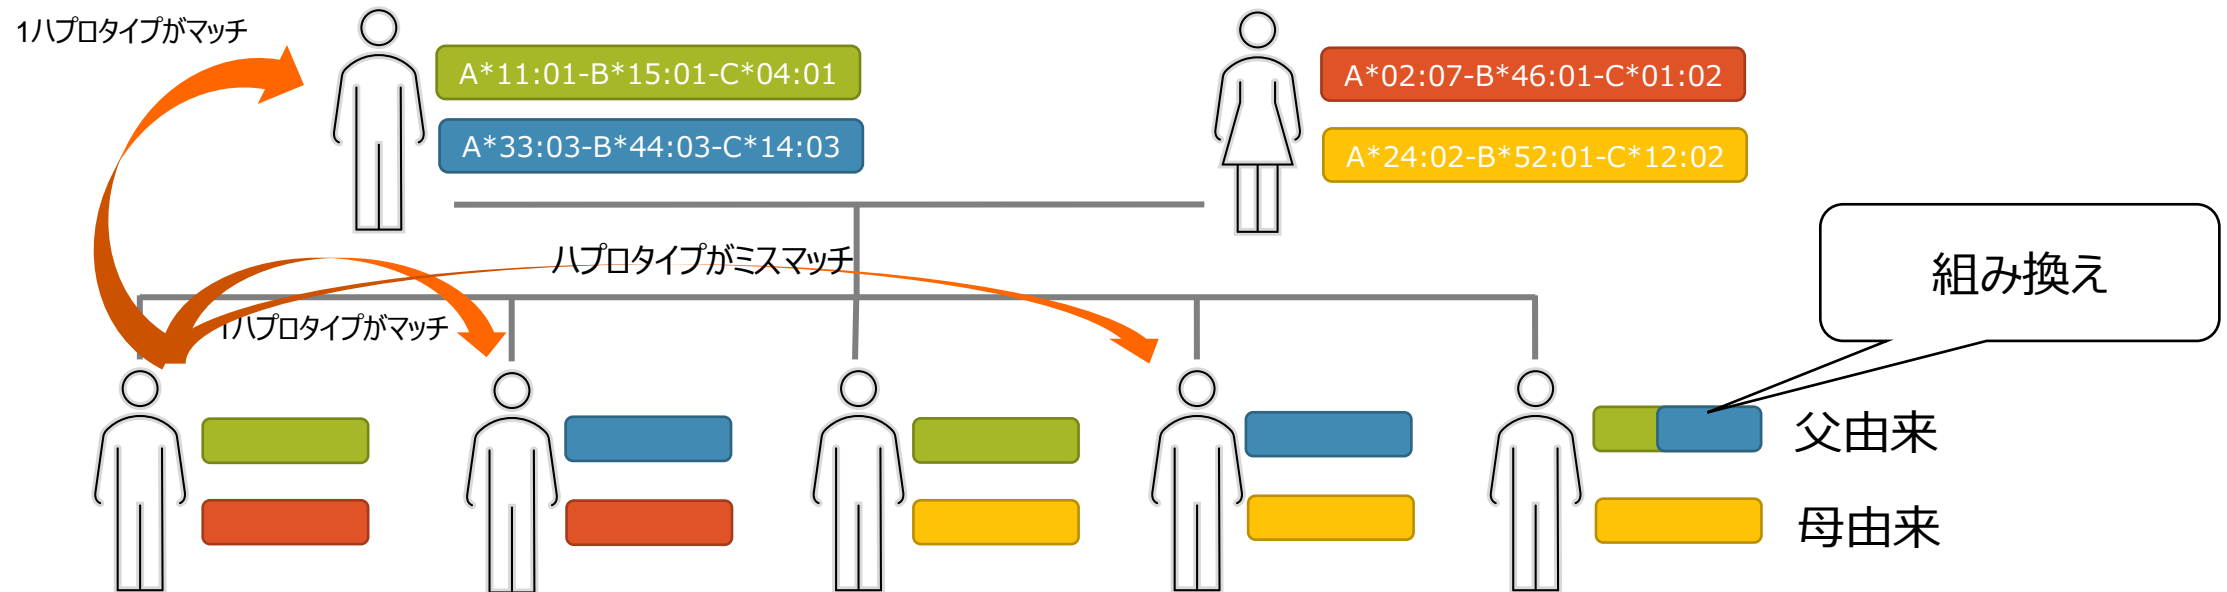 1ハプロタイプがマッチ
A*11:01-B*15:01-C*04:01
A*33:03-B*44:03-C*14:03
A*02:07-B*46:01-C*01:02
A*24:02-B*52:01-C*12:02
ハプロタイプがミスマッチ
組み換え
1ハプロタイプがマッチ
父由来
母由来